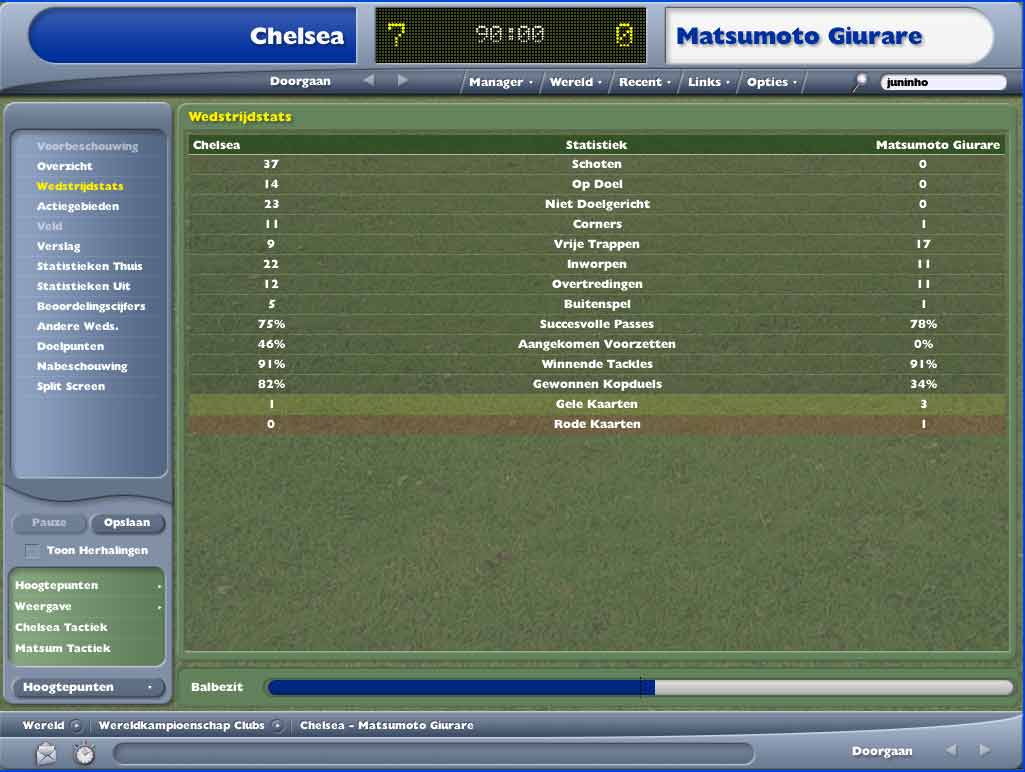 Chelsea 7 90:00 0 Matsumoto Giurare
Doorgaan Manager Wereld Recent Links Opties juninho
Voorbeschouwing
Overzicht
Wedstrijdstats
Actiegebieden
Veld
Verslag
Statistieken Thuis
Statistieken Uit
Beoordelingscijfers
Andere Weds.
Doelpunten
Nabeschouwing
Split Screen
Pauze Opslaan
Toon Herhalingen
Hoogtepunten
Weergave
Chelsea Tactiek
Matsum Tactiek
Hoogtepunten
Wedstrijdstats
Chelsea Statistiek Matsumoto Giurare
37 Schoten 0
14 Op Doel 0
23 Niet Doelgericht 0
11 Corners 1
9 Vrije Trappen 17
22 Inworpen 11
12 Overtredingen 11
5 Buitenspel 1
75% Succesvolle Passes 78%
46% Aangekomen Voorzetten 0%
91% Winnende Tackles 91%
82% Gewonnen Kopduels 34%
1 Gele Kaarten 3
0 Rode Kaarten 1
Balbezit
Wereld Wereldkampioenschap Clubs Chelsea - Matsumoto Giurare
Doorgaan